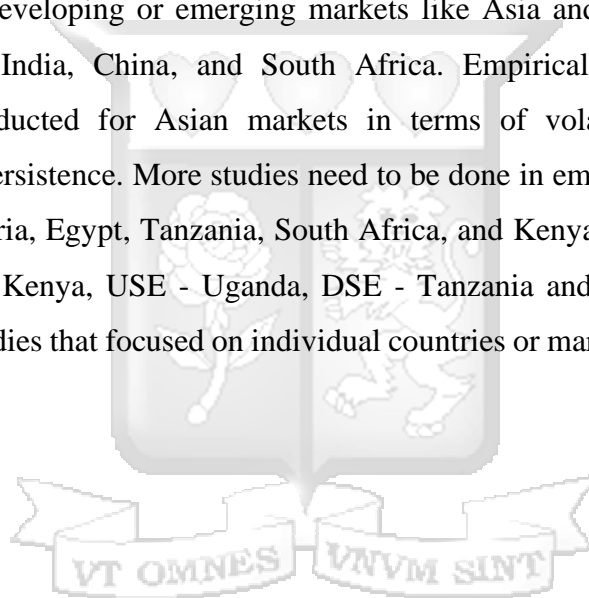 eveloping or emerging markets like Asia and
India, China, and South Africa. Empirical
ducted for Asian markets in terms of vola
ersistence. More studies need to be done in em
ria, Egypt, Tanzania, South Africa, and Kenya
Kenya, USE - Uganda, DSE - Tanzania and
dies that focused on individual countries or mar
VT OMNES VNVM SINT